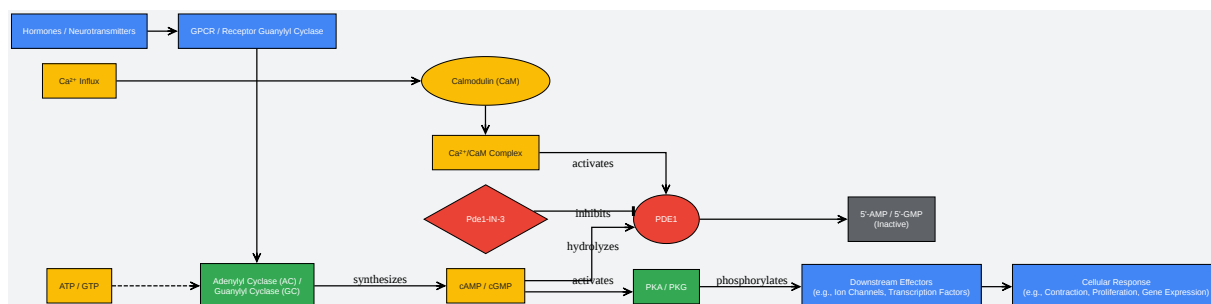 Hormones / Neurotransmitters
GPCR / Receptor Guanylyl Cyclase
Ca²⁺ Influx
Calmodulin (CaM)
Ca²⁺/CaM Complex
activates
Pde1-IN-3
inhibits
PDE1
5'-AMP / 5'-GMP
(Inactive)
hydrolyzes
ATP / GTP
Adenylyl Cyclase (AC) /
Guanylyl Cyclase (GC)
synthesizes
cAMP / cGMP
activates
PKA / PKG
phosphorylates
Downstream Effectors
(e.g., Ion Channels, Transcription Factors)
Cellular Response
(e.g., Contraction, Proliferation, Gene Expression)